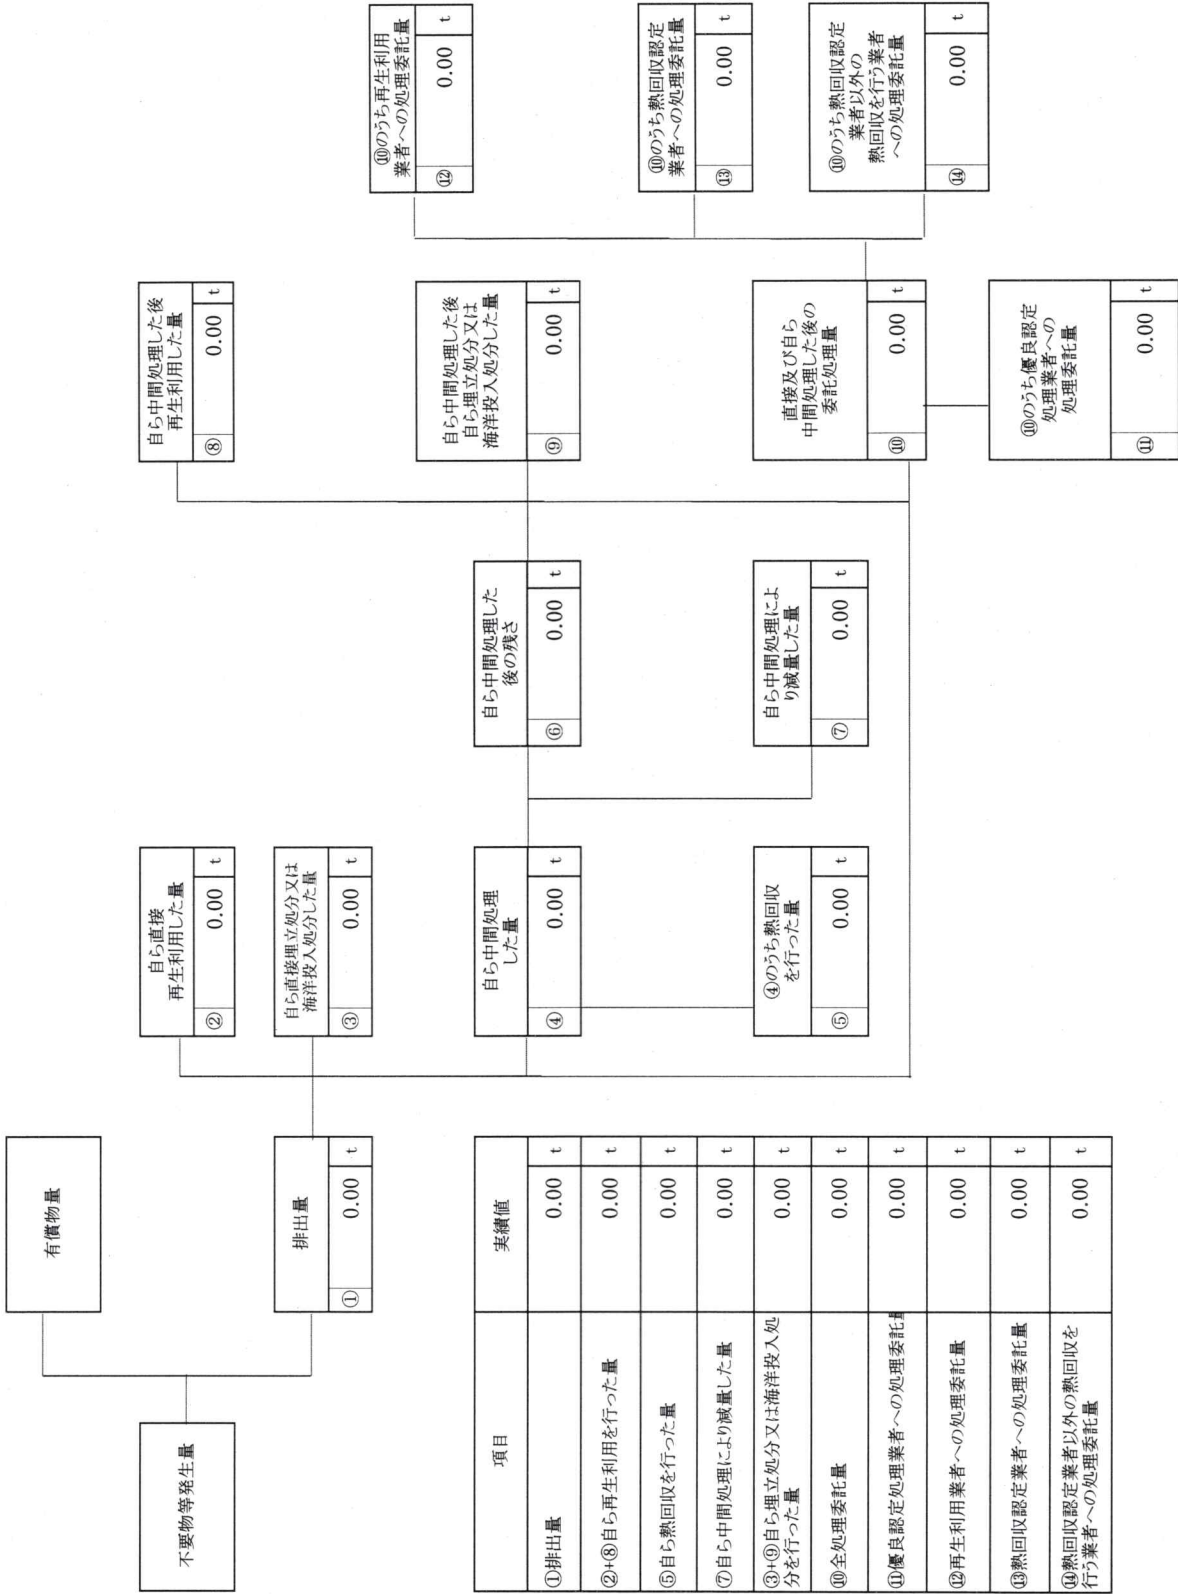 不要物等発生量
有償物量
排出量
① 0.00 t
自ら直接
再生利用した量
② 0.00 t
自ら直接埋立処分又は
海洋投入処分した量
③ 0.00 t
自ら中間処理
した量
④ 0.00 t
④のうち熱回収
を行った量
⑤ 0.00 t
自ら中間処理した
後の残さ
⑥ 0.00 t
自ら中間処理によ
り減量した量
⑦ 0.00 t
自ら中間処理した後
再生利用した量
⑧ 0.00 t
自ら中間処理した後
自ら埋立処分又は
海洋投入処分した量
⑨ 0.00 t
直接及び自ら
中間処理した後の
委託処理量
⑩ 0.00 t
⑩のうち優良認定
処理業者への
処理委託量
⑪ 0.00 t
⑩のうち再生利用
業者への処理委託量
⑫ 0.00 t
⑩のうち熱回収認定
業者への処理委託量
⑬ 0.00 t
⑩のうち熱回収認定
業者以外の
熱回収を行う業者
への処理委託量
⑭ 0.00 t
項目 実績値
①排出量 0.00 t
②+⑧自ら再生利用を行った量 0.00 t
⑤自ら熱回収を行った量 0.00 t
⑦自ら中間処理により減量した量 0.00 t
③+⑨自ら埋立処分又は海洋投入処
分を行った量 0.00 t
⑩全処理委託量 0.00 t
⑪優良認定処理業者への処理委託量 0.00 t
⑫再生利用業者への処理委託量 0.00 t
⑬熱回収認定業者への処理委託量 0.00 t
⑭熱回収認定業者以外の熱回収を
行う業者への処理委託量 0.00 t